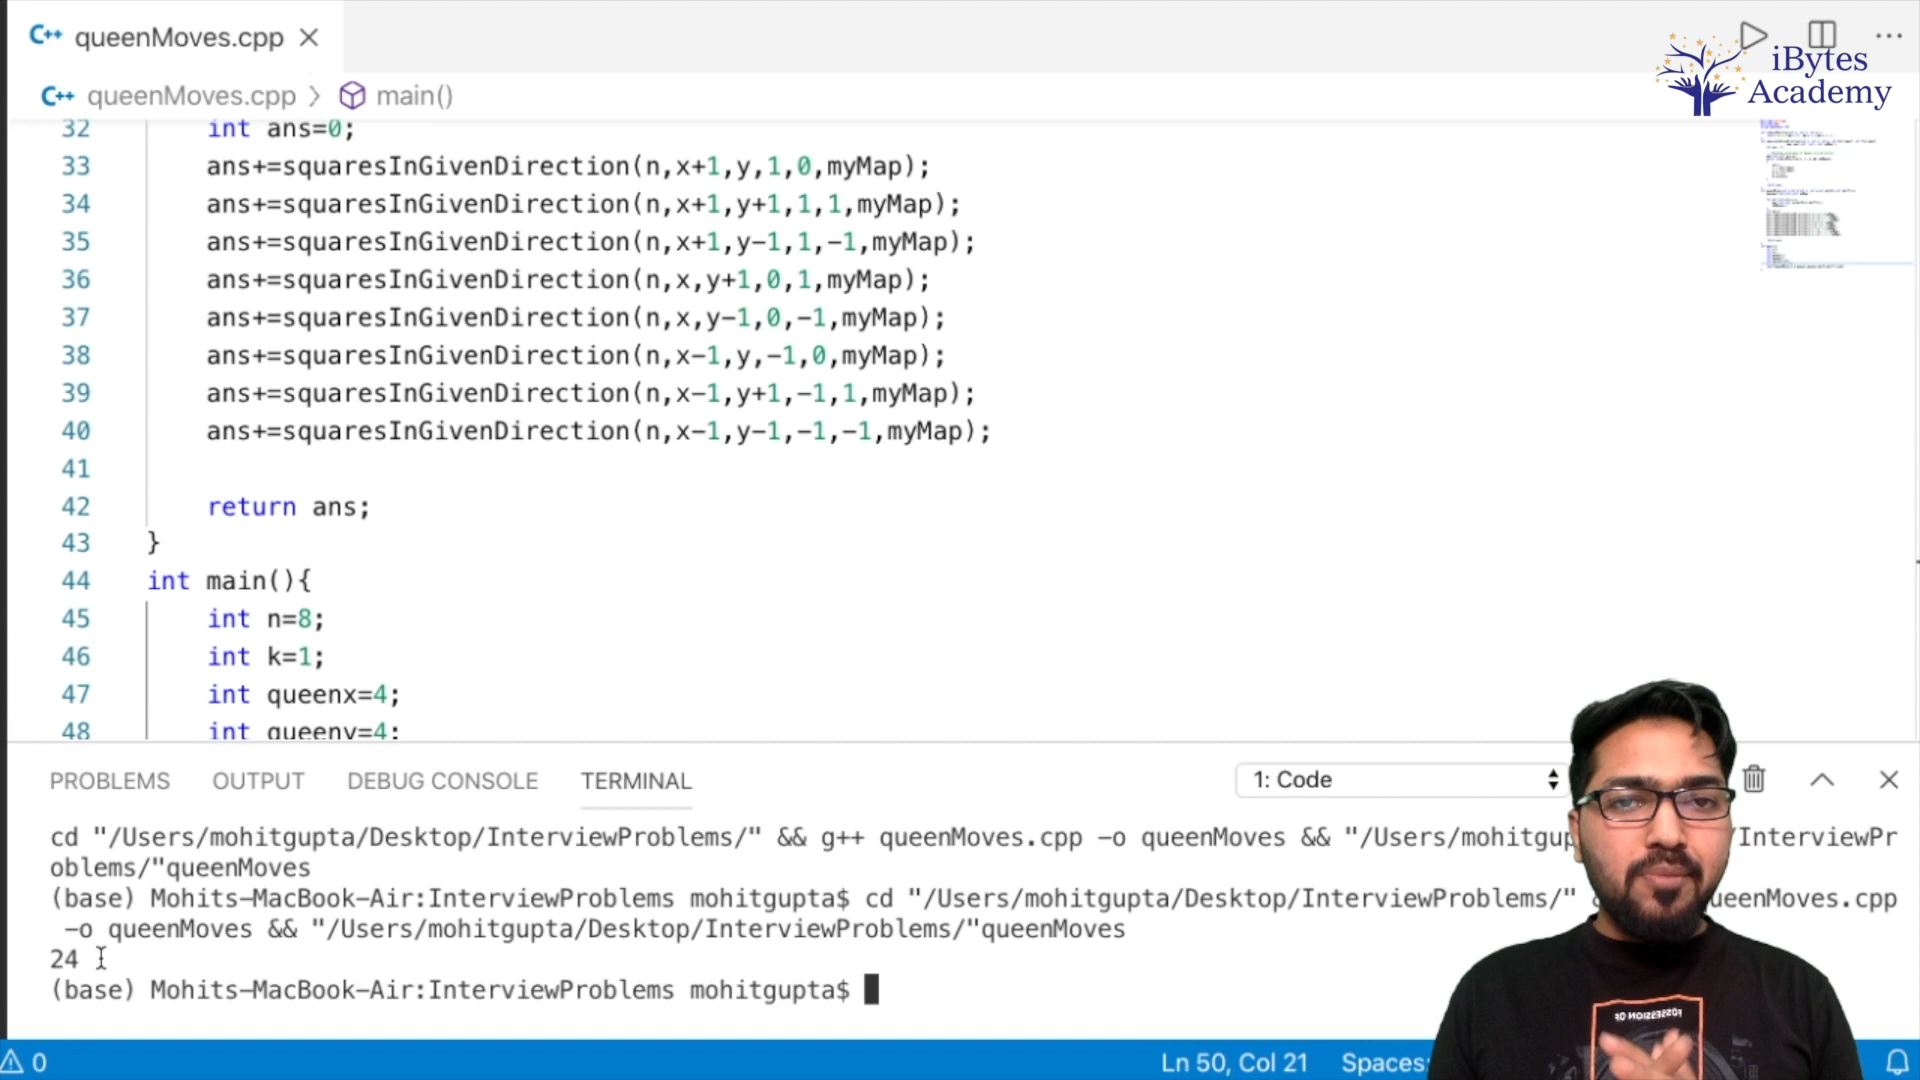 queenMoves.cpp
iBytes
Academy
queenMoves.cpp > main()
32 int ans=0;
33 ans+=squaresInGivenDirection(n,x+1,y,1,0,myMap);
34 ans+=squaresInGivenDirection(n,x+1,y+1,1,1,myMap);
35 ans+=squaresInGivenDirection(n,x+1,y-1,1,-1,myMap);
36 ans+=squaresInGivenDirection(n,x,y+1,0,1,myMap);
37 ans+=squaresInGivenDirection(n,x,y-1,0,-1,myMap);
38 ans+=squaresInGivenDirection(n,x-1,y,-1,0,myMap);
39 ans+=squaresInGivenDirection(n,x-1,y+1,-1,1,myMap);
40 ans+=squaresInGivenDirection(n,x-1,y-1,-1,-1,myMap);
41
42 return ans;
43 }
44 int main(){
45 int n=8;
46 int k=1;
47 int queenx=4;
48 int queeny=4;
PROBLEMS OUTPUT DEBUG CONSOLE TERMINAL 1: Code
cd "/Users/mohitgupta/Desktop/InterviewProblems/" && g++ queenMoves.cpp -o queenMoves && "/Users/mohitgup /InterviewPr
oblems/"queenMoves
(base) Mohits-MacBook-Air:InterviewProblems mohitgupta$ cd "/Users/mohitgupta/Desktop/InterviewProblems/" ueenMoves.cpp
-o queenMoves && "/Users/mohitgupta/Desktop/InterviewProblems/"queenMoves
24
(base) Mohits-MacBook-Air:InterviewProblems mohitgupta$
0 Ln 50, Col 21 Spaces: